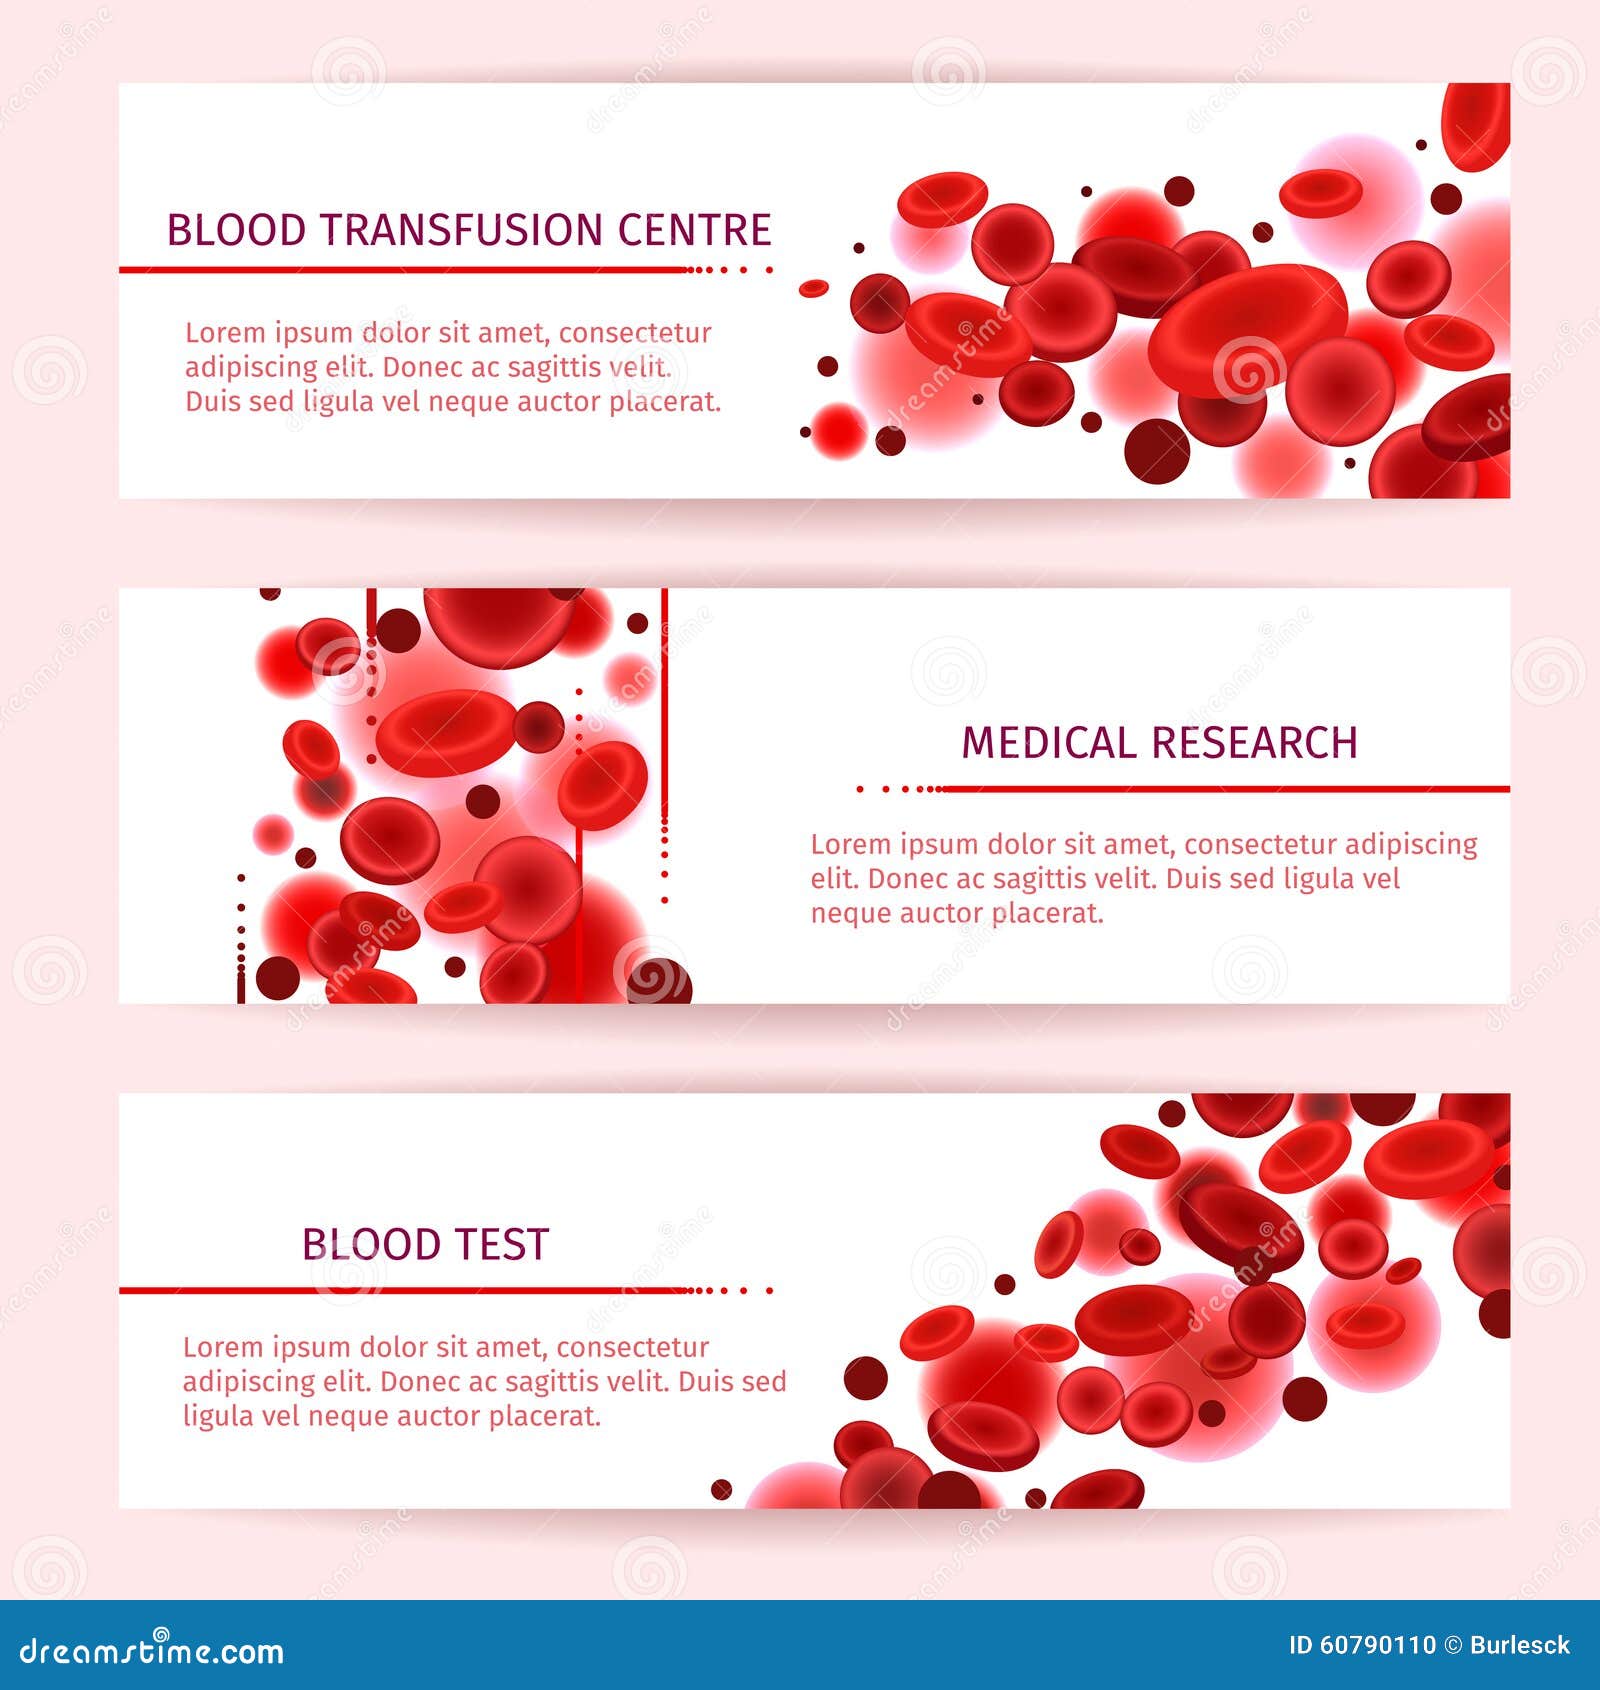 BLOOD TRANSFUSION CENTRE
Lorem ipsum dolor sit amet, consectetur
adipiscing elit. Donec ac sagittis velit.
Duis sed ligula vel neque auctor placerat.
MEDICAL RESEARCH
Lorem ipsum dolor sit amet, consectetur adipiscing
elit. Donec ac sagittis velit. Duis sed ligula vel
neque auctor placerat.
BLOOD TEST
Lorem ipsum dolor sit amet, consectetur
adipiscing elit. Donec ac sagittis velit. Duis sed
ligula vel neque auctor placerat.
dreamstime.com
ID 60790110 © Burlesck